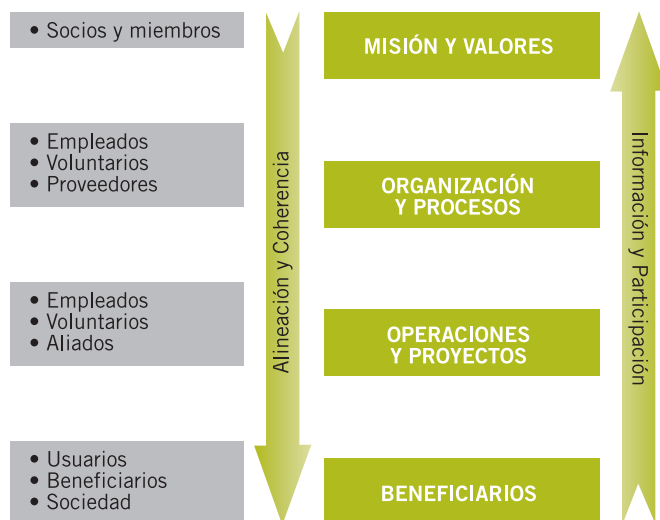 • Socios y miembros
MISIÓN Y VALORES
• Empleados
• Voluntarios
• Proveedores
ORGANIZACIÓN
Y PROCESOS
• Empleados
• Voluntarios
• Aliados
OPERACIONES
Y PROYECTOS
• Usuarios
• Beneficiarios
• Sociedad
BENEFICIARIOS
Alineación y Coherencia
Información y Participación